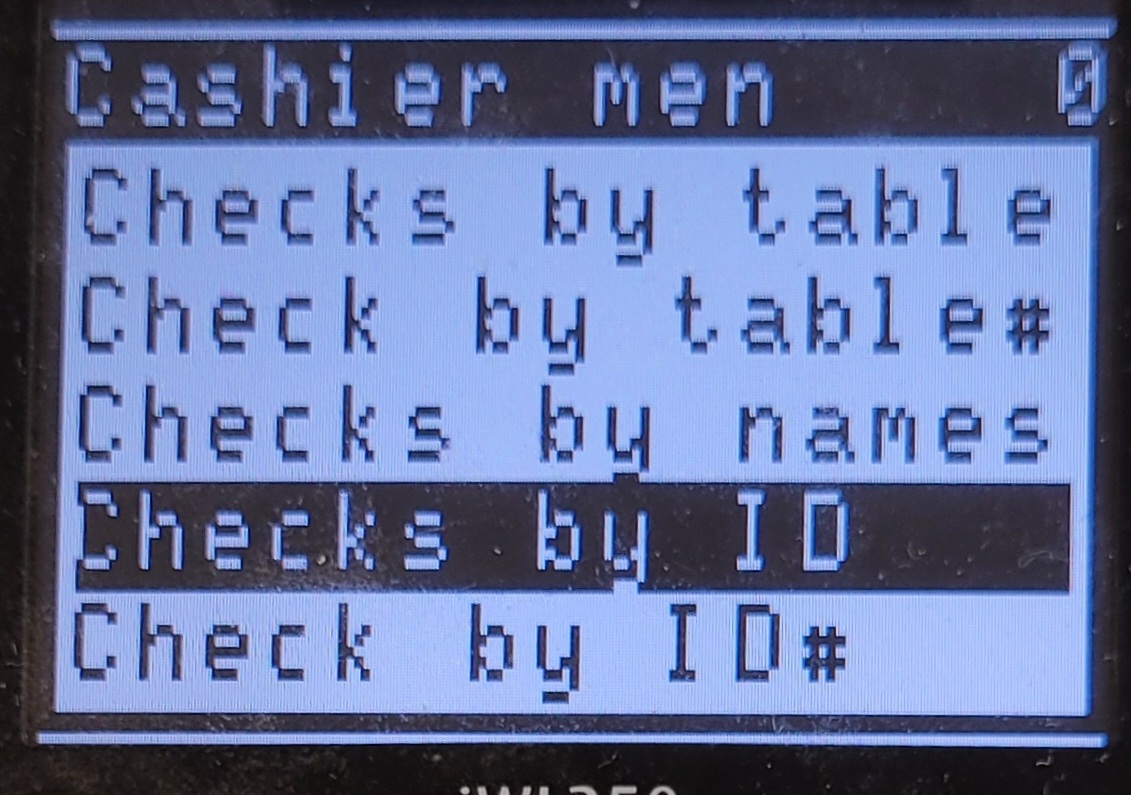 Cashier men 0
Checks by table
Check by table#
Checks by names
Checks by ID
Check by ID#